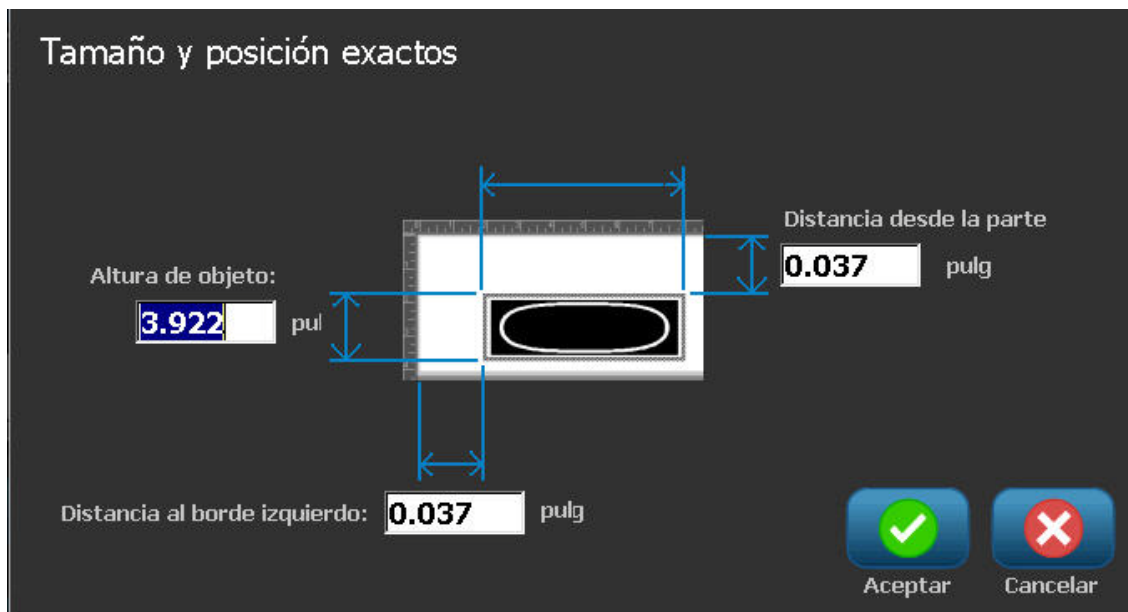 Tamaño y posición exactos
Distancia desde la parte
0.037 pulg
Altura de objeto:
3.922 pul
Distancia al borde izquierdo: 0.037 pulg
Aceptar Cancelar